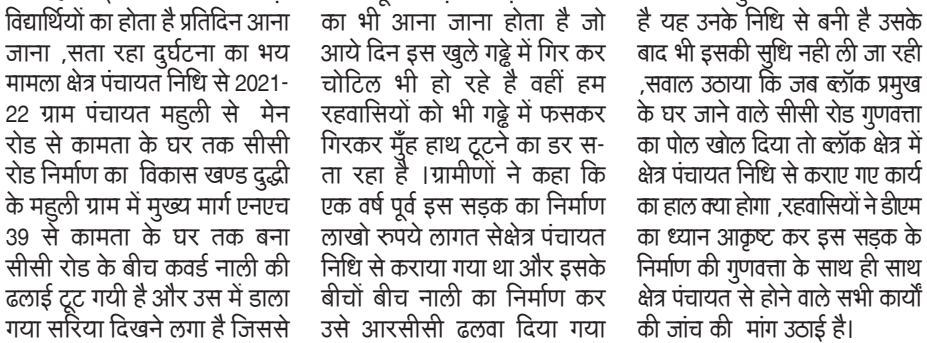 विद्यार्थियों का होता है प्रतिदिन आना
जाना ,सता रहा दुर्घटना का भय
मामला क्षेत्र पंचायत निधि से 2021-
22 ग्राम पंचायत महुली से मेन
रोड से कामता के घर तक सीसी
रोड निर्माण का विकास खण्ड दुद्धी
के महुली ग्राम में मुख्य मार्ग एनएच
39 से कामता के घर तक बना
सीसी रोड के बीच कवर्ड नाली की
ढलाई टूट गयी है और उस में डाला
गया सरिया दिखने लगा है जिससे
का भी आना जाना होता है जो
आये दिन इस खुले गढ्ढे में गिर कर
चोटिल भी हो रहे है वहीं हम
रहवासियों को भी गढ्ढे में फसकर
गिरकर मुँह हाथ टूटने का डर स-
ता रहा है ।ग्रामीणों ने कहा कि
एक वर्ष पूर्व इस सड़क का निर्माण
लाखो रुपये लागत सेक्षेत्र पंचायत
निधि से कराया गया था और इसके
बीचों बीच नाली का निर्माण कर
उसे आरसीसी ढलवा दिया गया
है यह उनके निधि से बनी है उसके
बाद भी इसकी सुधि नही ली जा रही
,सवाल उठाया कि जब ब्लॉक प्रमुख
के घर जाने वाले सीसी रोड गुणवत्ता
का पोल खोल दिया तो ब्लॉक क्षेत्र में
क्षेत्र पंचायत निधि से कराए गए कार्य
का हाल क्या होगा ,रहवासियों ने डीएम
का ध्यान आकृष्ट कर इस सड़क के
निर्माण की गुणवत्ता के साथ ही साथ
क्षेत्र पंचायत से होने वाले सभी कार्यों
की जांच की मांग उठाई है।